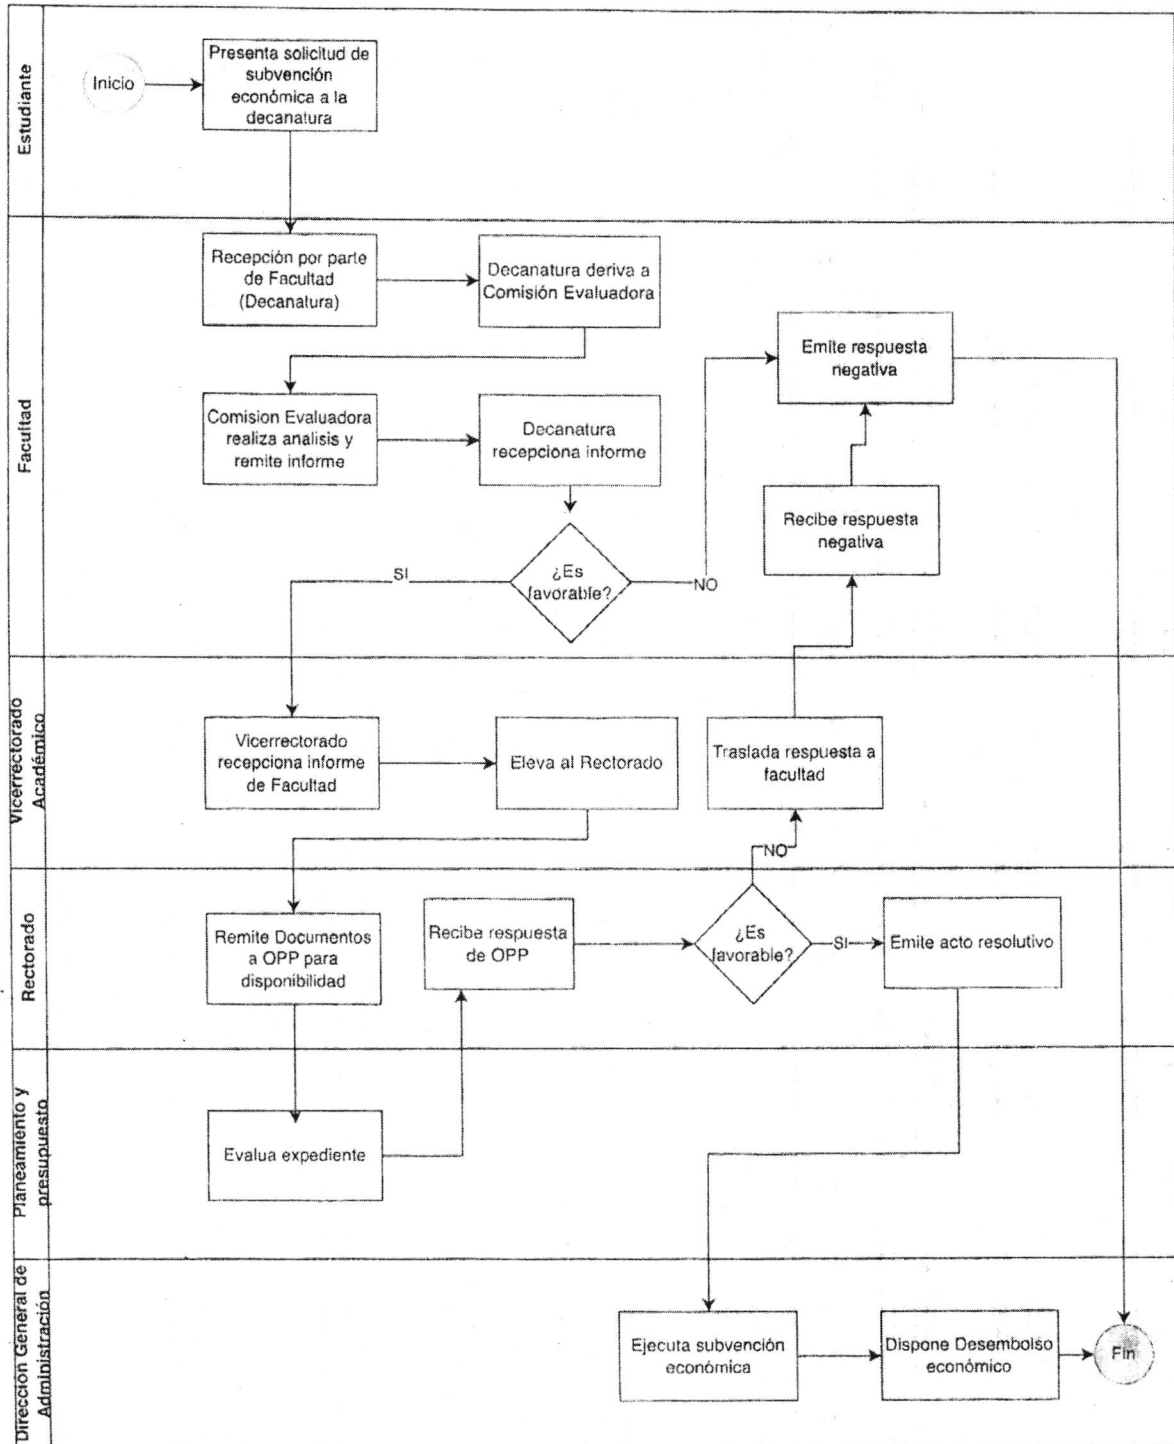 Estudiante
Inicio
Presenta solicitud de
subvención
económica a la
decanatura
Facultad
Recepción por parte
de Facultad
(Decanatura)
Decanatura deriva a
Comisión Evaluadora
Emite respuesta
negativa
Comision Evaluadora
realiza analisis y
remite informe
Decanatura
recepciona informe
Recibe respuesta
negativa
¿Es
favorable?
SI
NO
Vicerrectorado
Académico
Vicerrectorado
recepciona informe
de Facultad
Eleva al Rectorado
Traslada respuesta a
facultad
NO
Rectorado
Remite Documentos
a OPP para
disponibilidad
Recibe respuesta
de OPP
¿Es
favorable?
SI
Emite acto resolutivo
Planeamiento y
presupuesto
Evalua expediente
Dirección General de
Administración
Ejecuta subvención
económica
Dispone Desembolso
económico
Fin